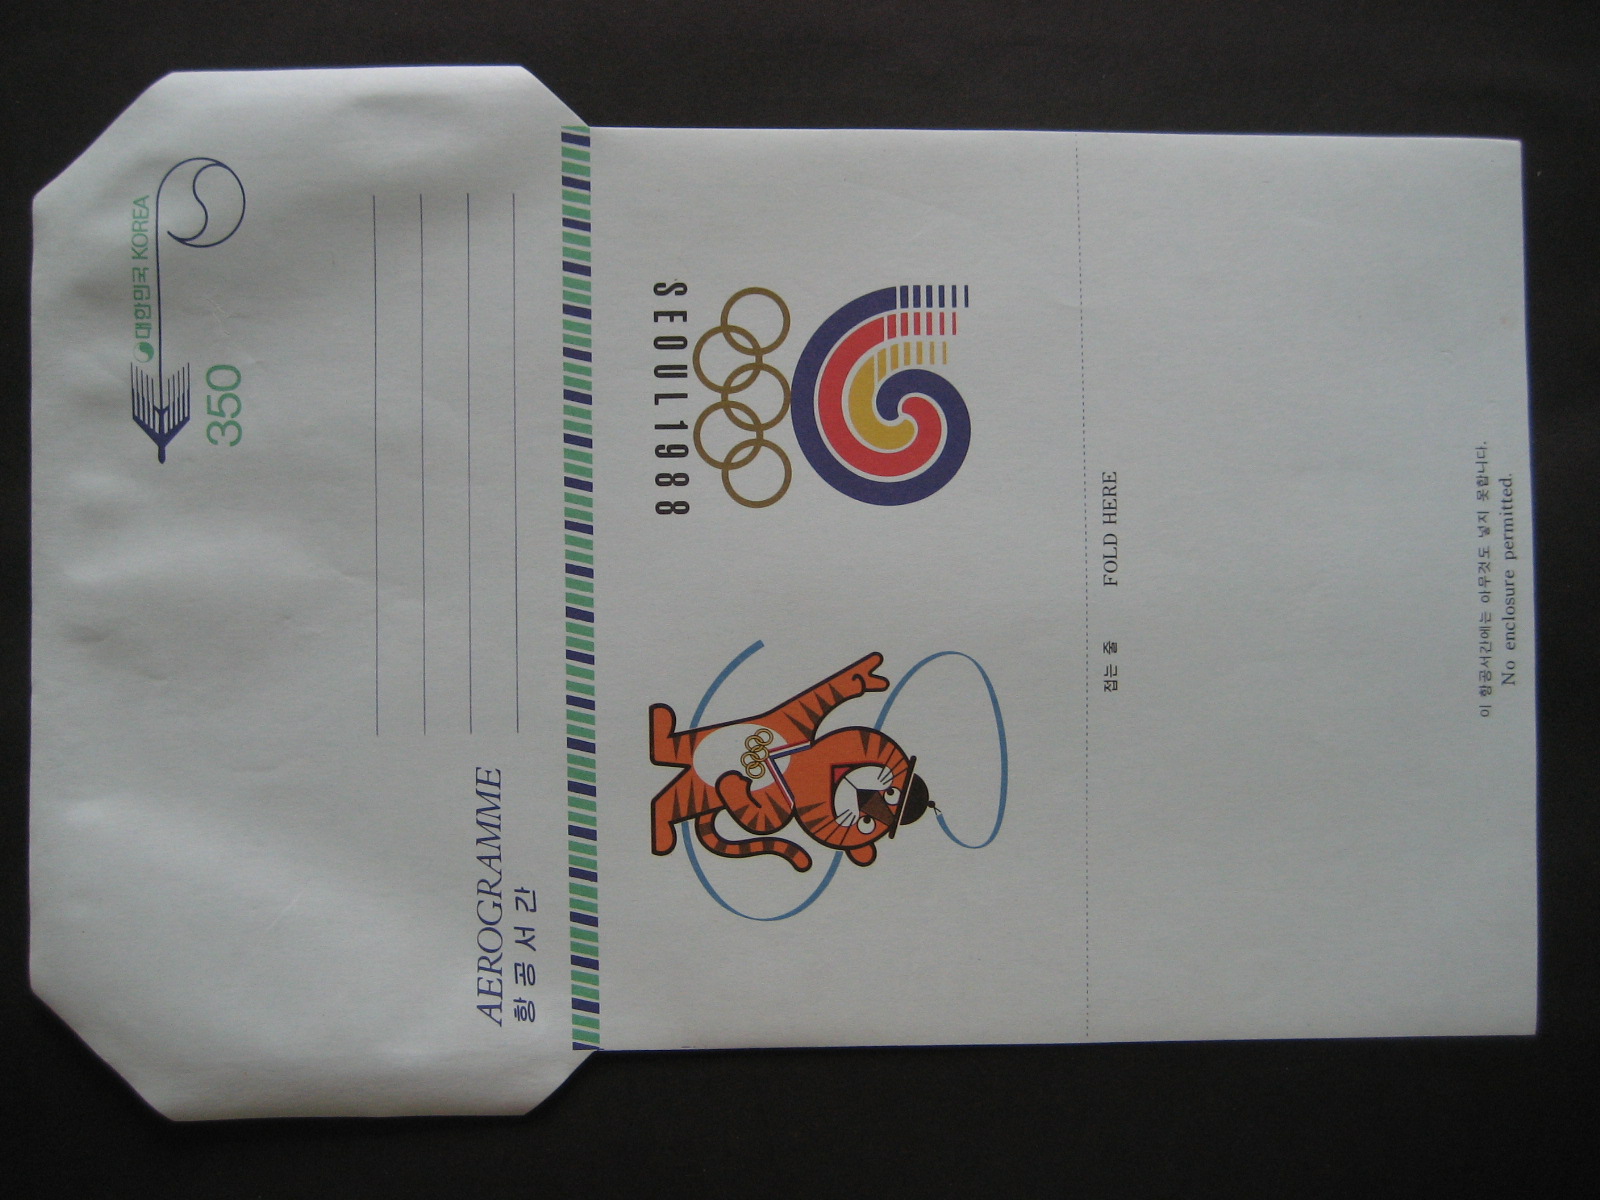 대한민국 KOREA
350
AEROGRAMME
항공서간
SEOUL 1988
접는 줄 FOLD HERE
이 항공서간에는 아무것도 넣지 못합니다.
No enclosure permitted.